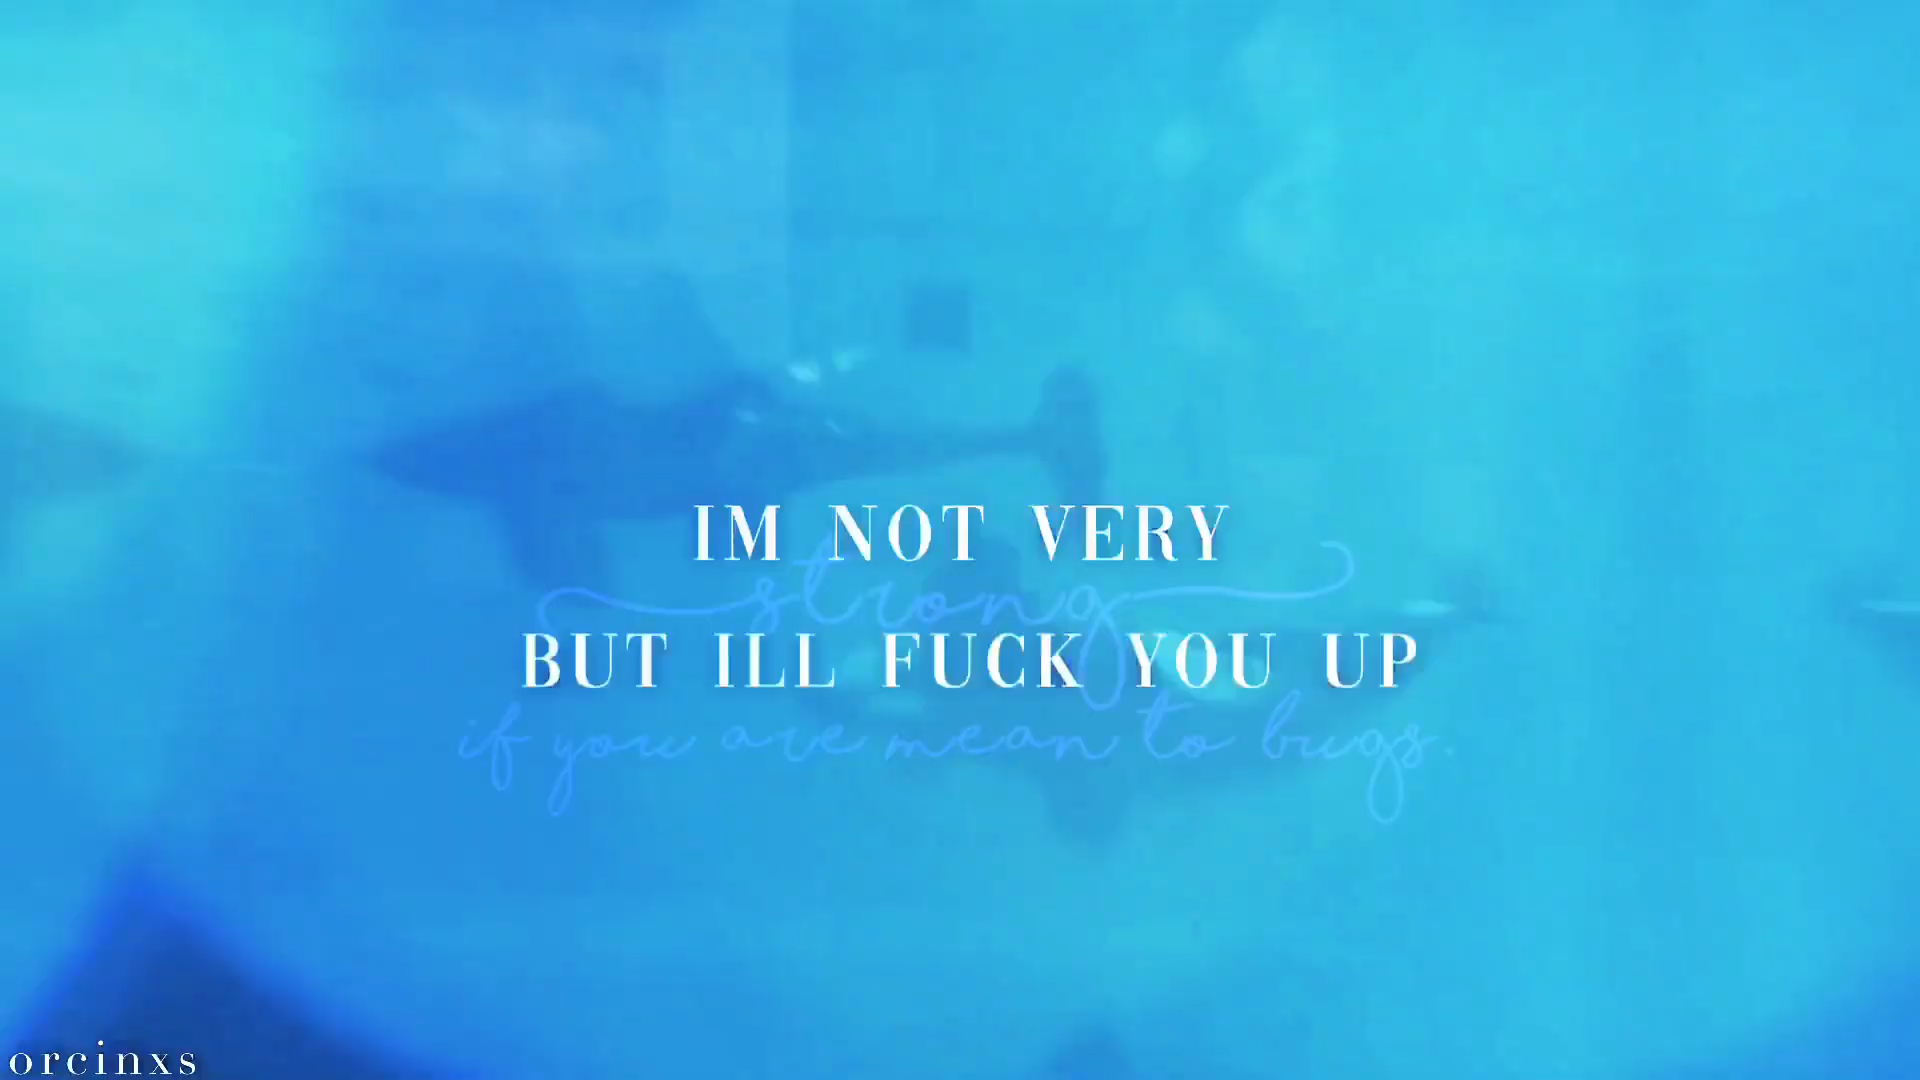 IM NOT VERY
strong
BUT ILL FUCK YOU UP
if you are mean to bugs.
orcinxs